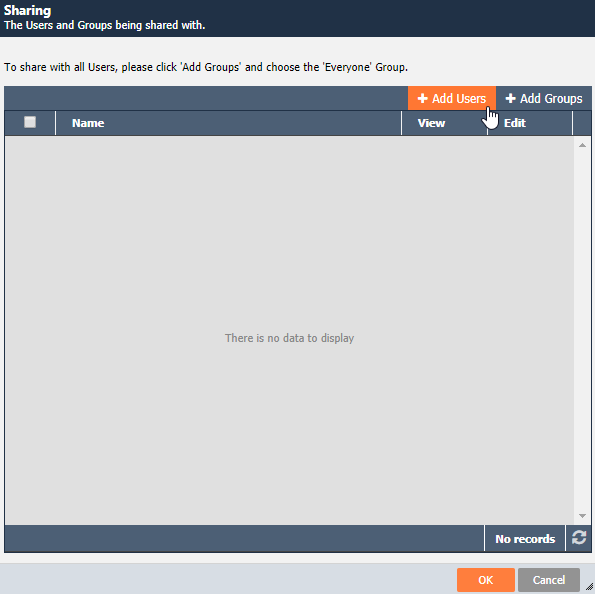 Sharing
The Users and Groups being shared with.
To share with all Users, please click 'Add Groups' and choose the 'Everyone' Group.
+ Add Users + Add Groups
Name View Edit
There is no data to display
No records
OK Cancel